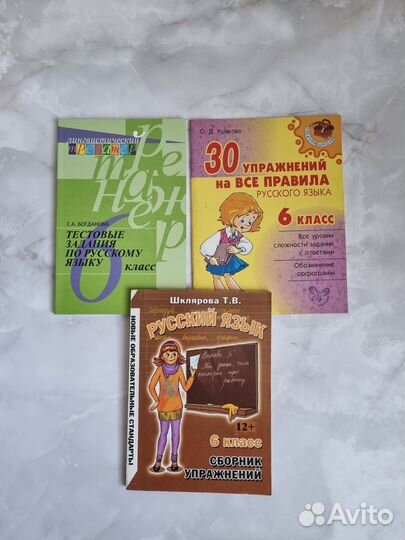 лингвистический
тренажёр
Г.А. БОГДАНОВА
ТЕСТОВЫЕ
ЗАДАНИЯ
ПО РУССКОМУ
ЯЗЫКУ
6
класс
О. Д. Ушакова
30 УПРАЖНЕНИЙ
НА ВСЕ ПРАВИЛА
РУССКОГО ЯЗЫКА
6 КЛАСС
Все уровни
сложности заданий
с ответами
Обозначение
орфограмм
Шклярова Т.В.
РУССКИЙ ЯЗЫК
НОВЫЕ ОБРАЗОВАТЕЛЬНЫЕ СТАНДАРТЫ
12+
6 класс
СБОРНИК
УПРАЖНЕНИЙ
Avito